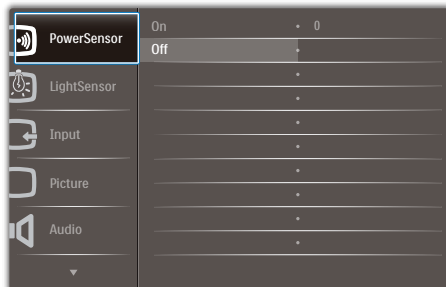 PowerSensor
On • 0
Off •
LightSensor
•
•
Input
•
•
Picture
•
•
Audio
•
•
▼